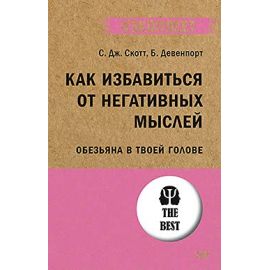 С. Дж. Скотт, Б. Девенпорт
КАК ИЗБАВИТЬСЯ
ОТ НЕГАТИВНЫХ
МЫСЛЕЙ
ОБЕЗЬЯНА В ТВОЕЙ ГОЛОВЕ
THE
BEST